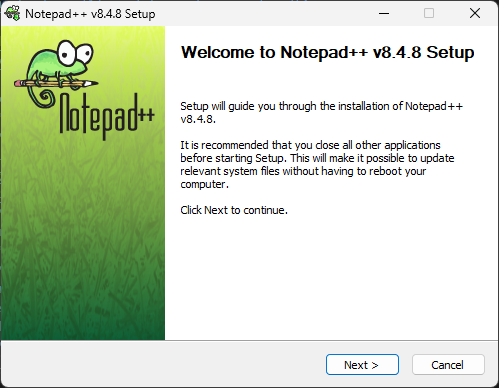 Notepad++ v8.4.8 Setup
Notepad++
Welcome to Notepad++ v8.4.8 Setup
Setup will guide you through the installation of Notepad++
v8.4.8.
It is recommended that you close all other applications
before starting Setup. This will make it possible to update
relevant system files without having to reboot your
computer.
Click Next to continue.
Next >
Cancel